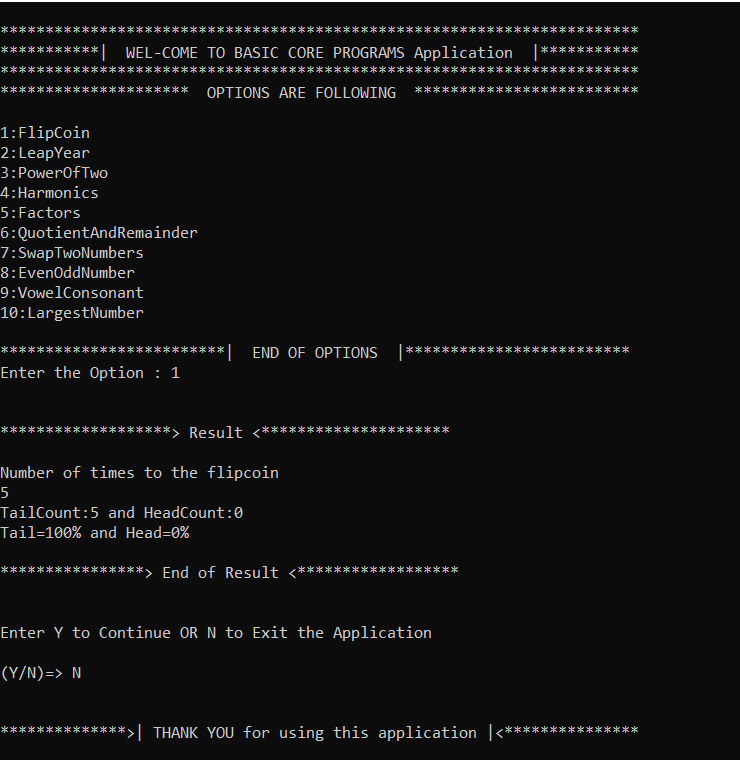 ***********************************************************************
***********|  WEL-COME TO BASIC CORE PROGRAMS Application  |***********
***********************************************************************
*********************  OPTIONS ARE FOLLOWING  *************************
1:FlipCoin
2:LeapYear
3:PowerOfTwo
4:Harmonics
5:Factors
6:QuotientAndRemainder
7:SwapTwoNumbers
8:EvenOddNumber
9:VowelConsonant
10:LargestNumber
*************************|  END OF OPTIONS  |*************************
Enter the Option : 1
*******************> Result <*********************
Number of times to the flipcoin
5
TailCount:5 and HeadCount:0
Tail=100% and Head=0%
****************> End of Result <******************
Enter Y to Continue OR N to Exit the Application
(Y/N)=> N
**************>| THANK YOU for using this application |<***************